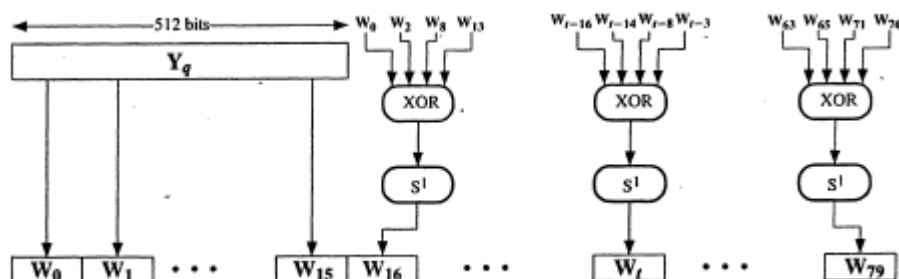 512 bits
W0 W2 W8 W13
Wt-16 Wt-14 Wt-8 Wt-3
W63 W65 W71 W76
Yq
XOR XOR XOR
S1 S1 S1
W0 W1 • • • W15 W16 • • • Wt • • • W79